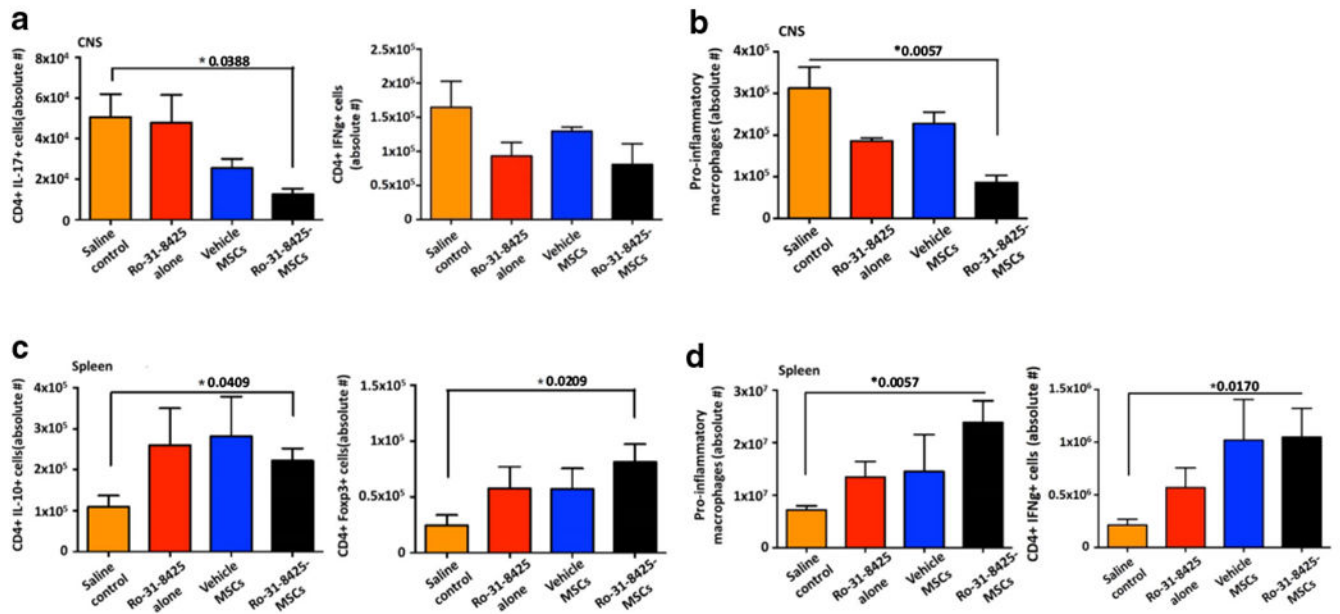 a
CNS
CD4+ IL-17+ cells(absolute #)
8x10⁴
6x10⁴
4x10⁴
2x10⁴
0
* 0.0388
Saline control
Ro-31-8425 alone
Vehicle MSCs
Ro-31-8425-MSCs
CD4+ IFNg+ cells
(absolute #)
2.5x10⁵
2x10⁵
1.5x10⁵
1x10⁵
0.5x10⁵
0
Saline control
Ro-31-8425 alone
Vehicle MSCs
Ro-31-8425-MSCs
b
CNS
Pro-inflammatory
macrophages (absolute #)
4x10⁵
3x10⁵
2x10⁵
1x10⁵
0
*0.0057
Saline control
Ro-31-8425 alone
Vehicle MSCs
Ro-31-8425-MSCs
c
Spleen
CD4+ IL-10+ cells(absolute #)
4x10⁵
3x10⁵
2x10⁵
1x10⁵
0
* 0.0409
Saline control
Ro-31-8425 alone
Vehicle MSCs
Ro-31-8425-MSCs
CD4+ Foxp3+ cells(absolute #)
1.5x10⁵
1x10⁵
0.5x10⁵
0
* 0.0209
Saline control
Ro-31-8425 alone
Vehicle MSCs
Ro-31-8425-MSCs
d
Spleen
Pro-inflammatory
macrophages (absolute #)
3x10⁷
2x10⁷
1x10⁷
0
*0.0057
Saline control
Ro-31-8425 alone
Vehicle MSCs
Ro-31-8425-MSCs
CD4+ IFNg+ cells (absolute #)
1.5x10⁶
1x10⁶
0.5x10⁶
0
*0.0170
Saline control
Ro-31-8425 alone
Vehicle MSCs
Ro-31-8425-MSCs